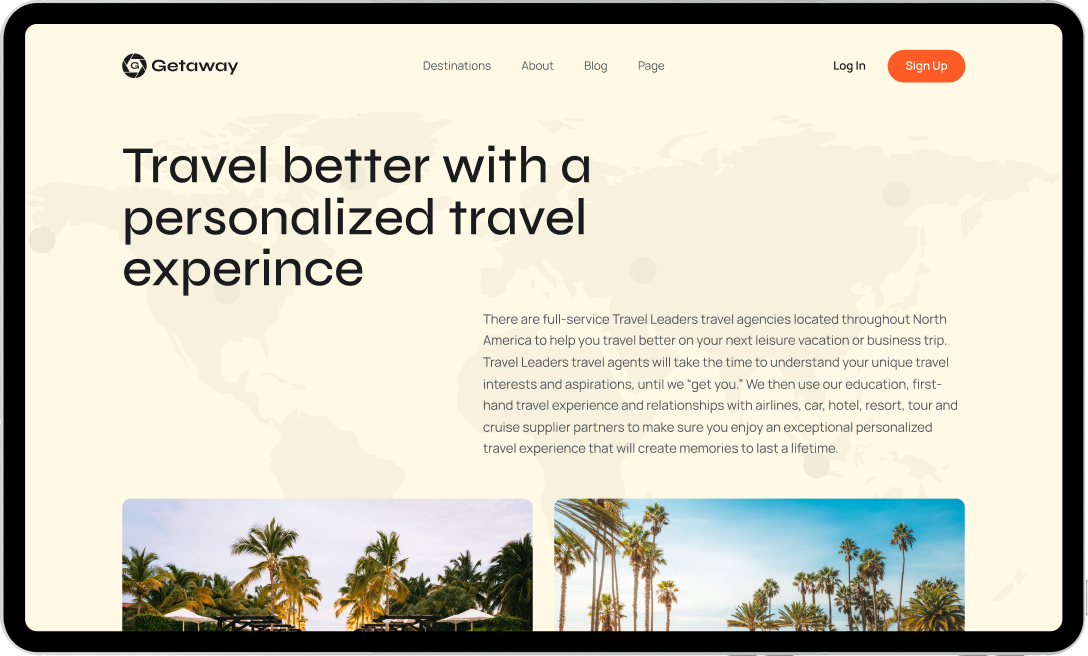 Getaway
Destinations About Blog Page
Log In Sign Up
Travel better with a
personalized travel
experince
There are full-service Travel Leaders travel agencies located throughout North
America to help you travel better on your next leisure vacation or business trip.
Travel Leaders travel agents will take the time to understand your unique travel
interests and aspirations, until we “get you.” We then use our education, first-
hand travel experience and relationships with airlines, car, hotel, resort, tour and
cruise supplier partners to make sure you enjoy an exceptional personalized
travel experience that will create memories to last a lifetime.